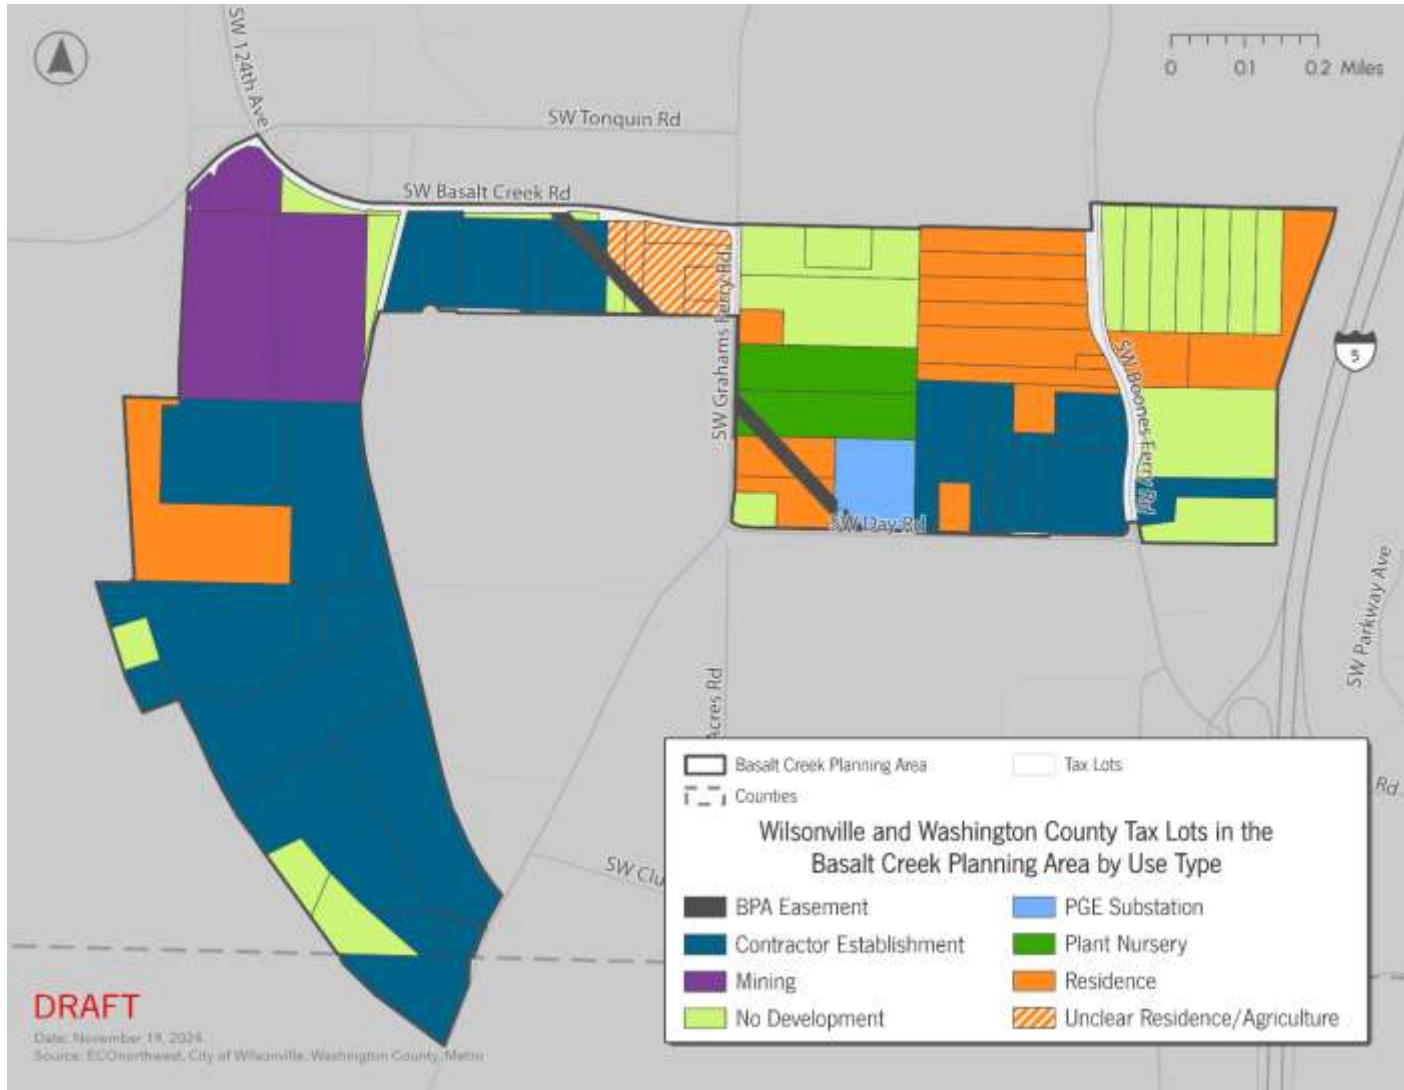 SW 124th Ave
0 0.1 0.2 Miles
SW Tonquin Rd
SW Basalt Creek Rd
SW Grahams Ferry Rd
5
SW Boones Ferry Rd
SW Day Rd
SW Parkway Ave
Acres Rd
Rd
SW Clu
Basalt Creek Planning Area
Tax Lots
Counties
Wilsonville and Washington County Tax Lots in the
Basalt Creek Planning Area by Use Type
BPA Easement
PGE Substation
Contractor Establishment
Plant Nursery
Mining
Residence
No Development
Unclear Residence/Agriculture
DRAFT
Date: November 19, 2024
Source: ECOnorthwest, City of Wilsonville, Washington County, Metro